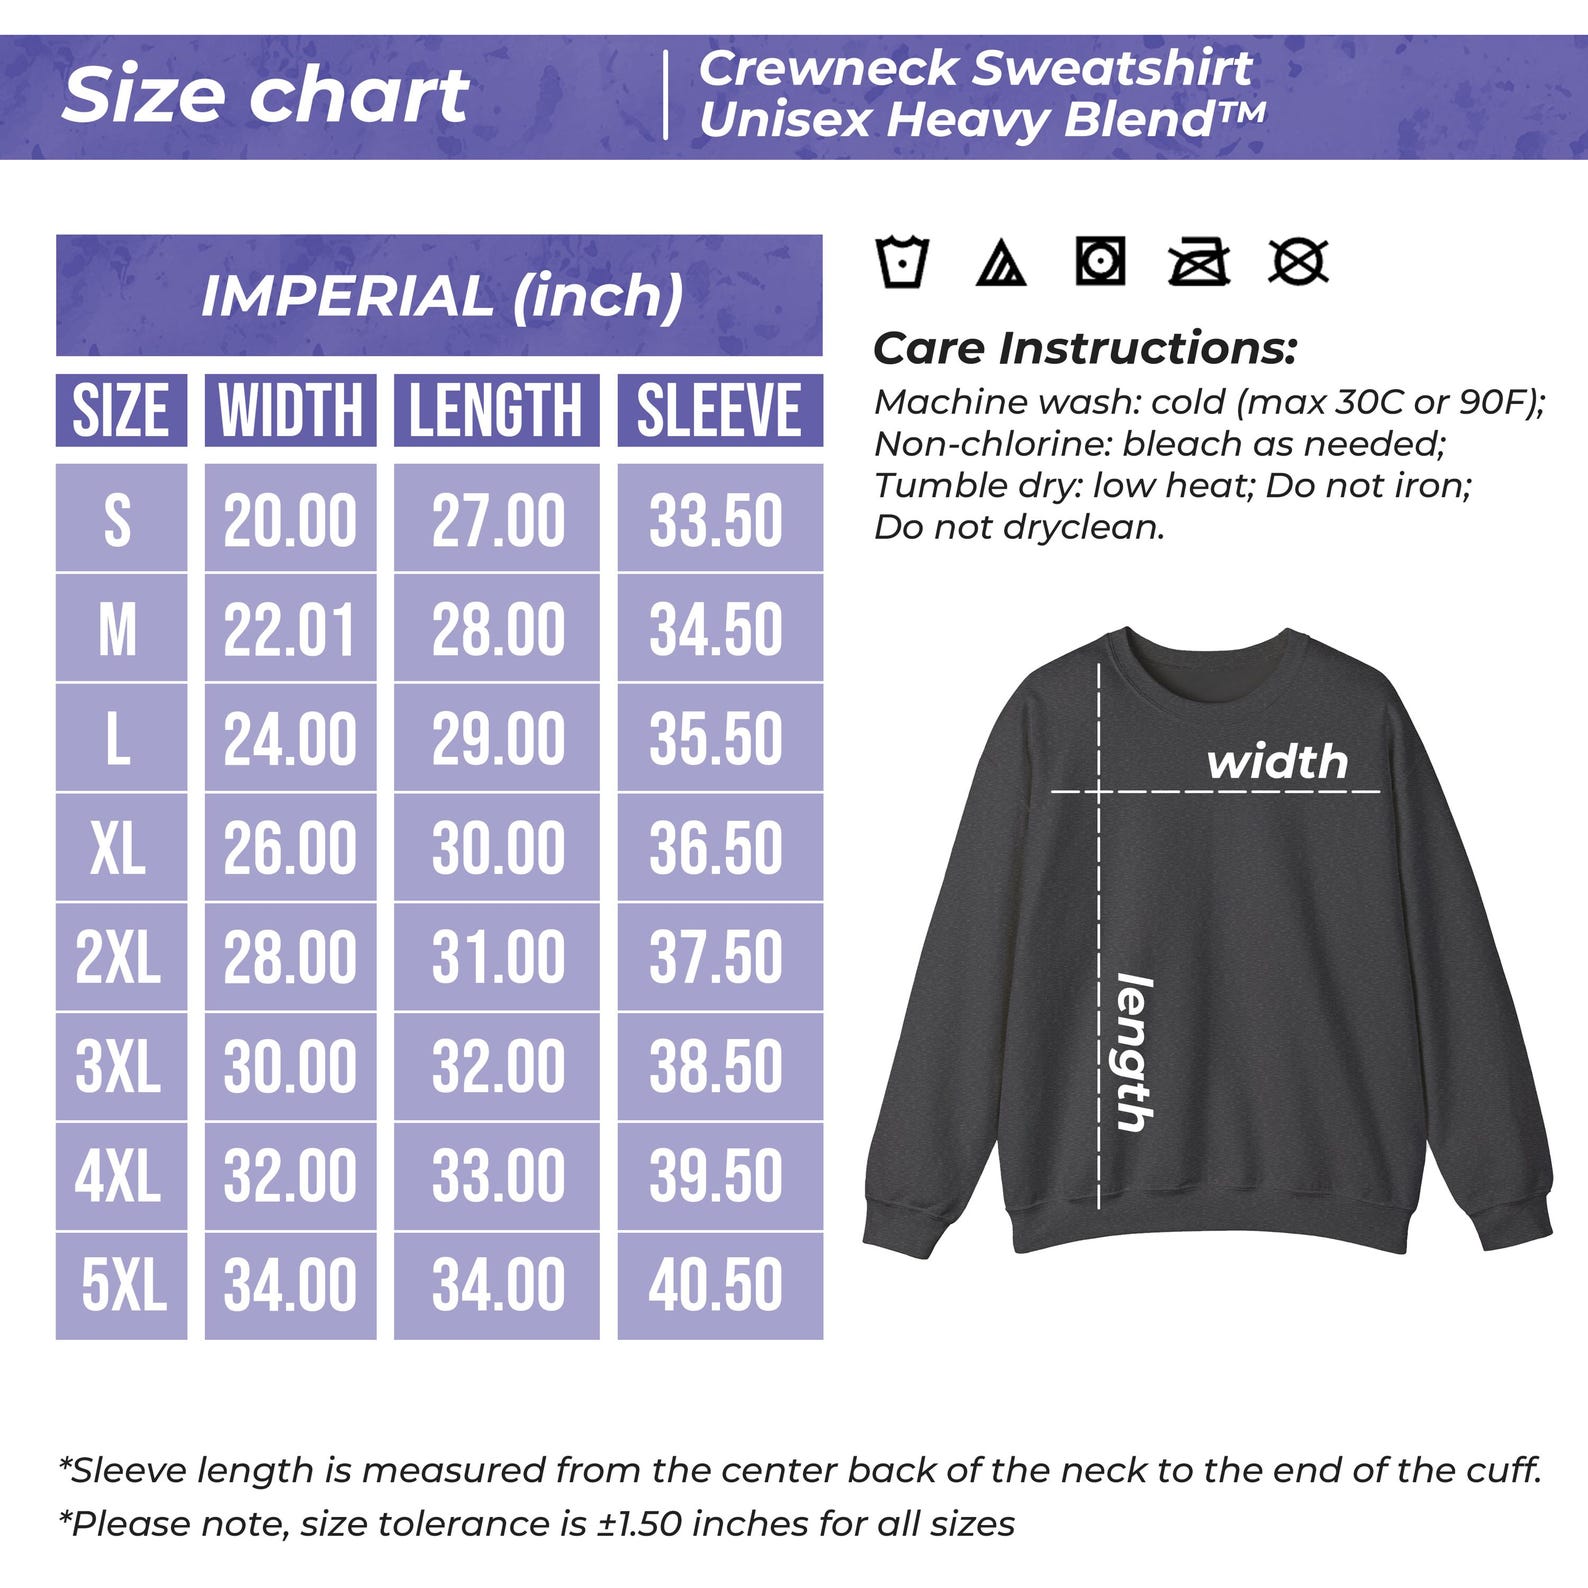 Size chart
Crewneck Sweatshirt
Unisex Heavy Blend™
IMPERIAL (inch)
SIZE WIDTH LENGTH SLEEVE
S 20.00 27.00 33.50
M 22.01 28.00 34.50
L 24.00 29.00 35.50
XL 26.00 30.00 36.50
2XL 28.00 31.00 37.50
3XL 30.00 32.00 38.50
4XL 32.00 33.00 39.50
5XL 34.00 34.00 40.50
Care Instructions:
Machine wash: cold (max 30C or 90F);
Non-chlorine: bleach as needed;
Tumble dry: low heat; Do not iron;
Do not dryclean.
width
length
*Sleeve length is measured from the center back of the neck to the end of the cuff.
*Please note, size tolerance is ±1.50 inches for all sizes